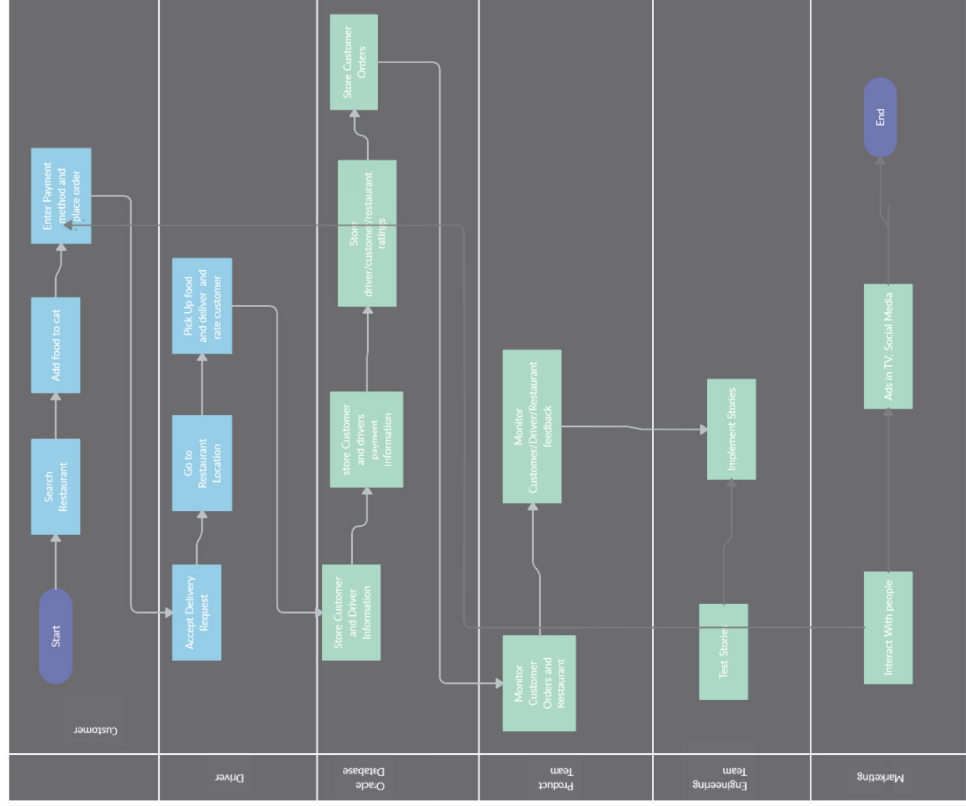 Customer
Start
Search
Restaurant
Add food to cat
Enter Payment
method and
place order
Driver
Accept Delivery
Request
Go to
Restaurant
Location
Pick Up food
and deliver and
rate customer
Oracle
Database
Store Customer
and Driver
Information
store Customer
and drivers
payment
information
Store
driver/customer/restaurant
ratings
Store Customer
Orders
Product
Team
Monitor
Customer
Orders and
Restaurant
Monitor
Customer/Driver/Restaurant
feedback
Engineering
Team
Test Stories
Implement Stories
Marketing
Interact With people
Ads in TV, Social Media
End